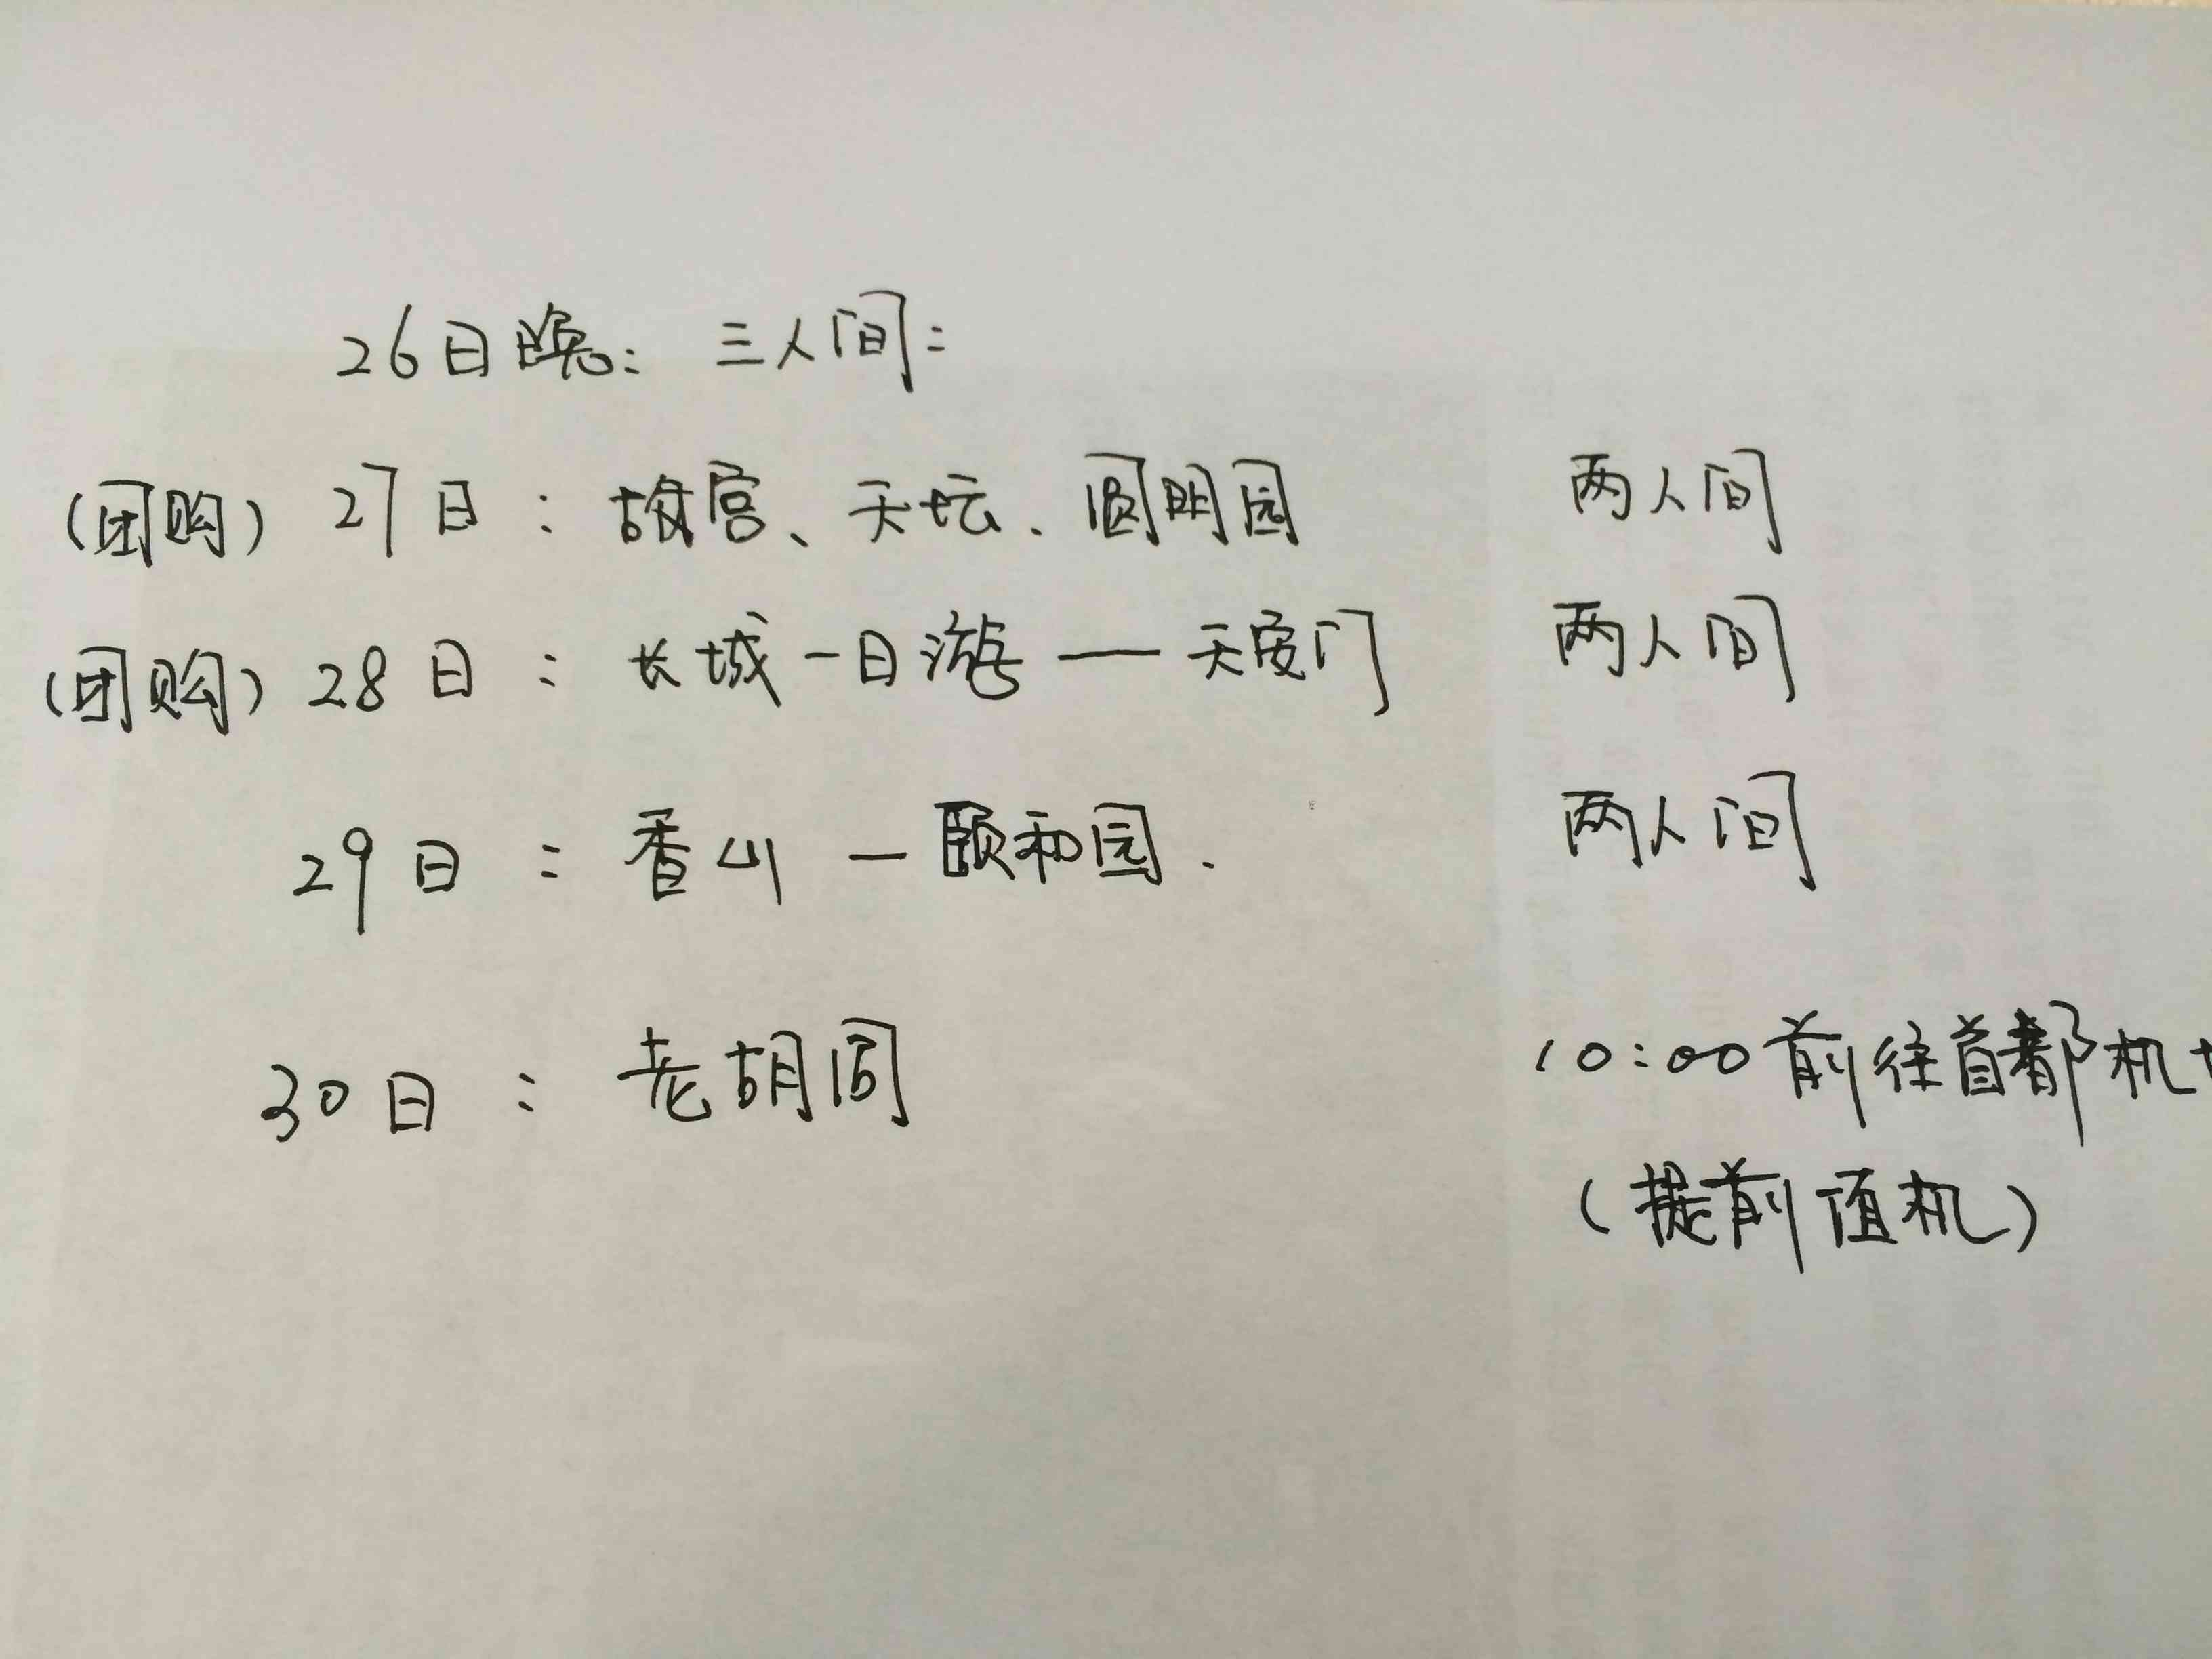 26日晚：三人间：
（团购）27日：故宫、天坛、圆明园 两人间
（团购）28日：长城一日游——天安门 两人间
29日：香山—颐和园. 两人间
30日：老胡同 10:00前往首都机
（提前值机）